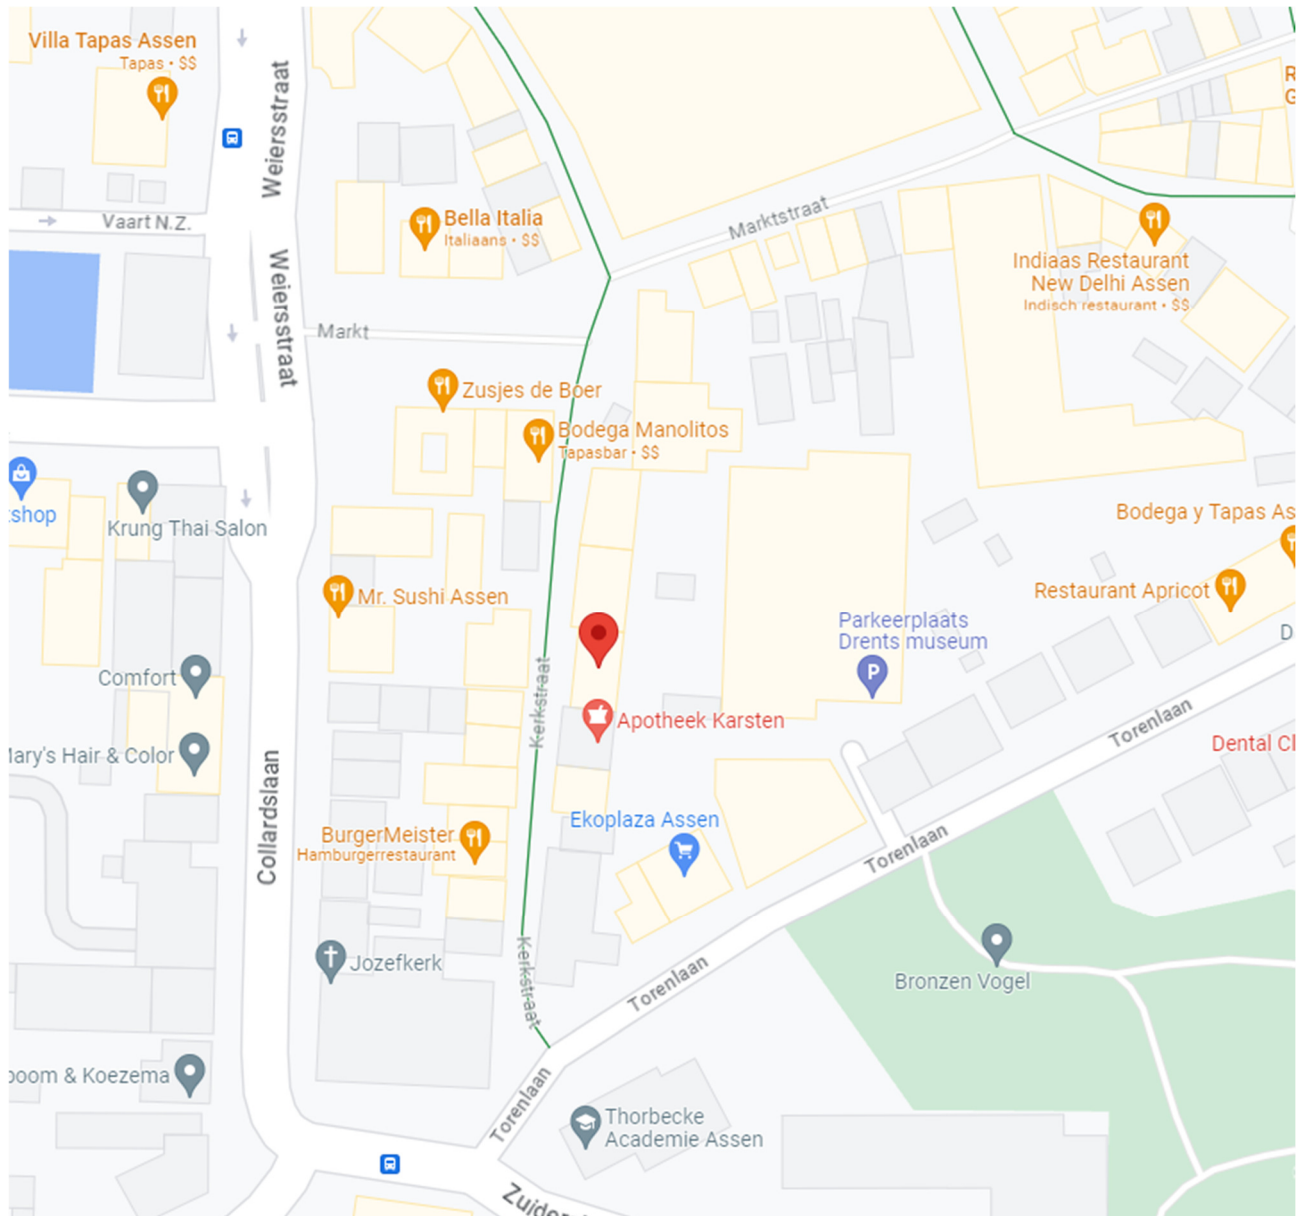 Villa Tapas Assen
Tapas • $$
Weiersstraat
Vaart N.Z.
Bella Italia
Italiaans • $$
Marktstraat
R
G
Indiaas Restaurant
New Delhi Assen
Indisch restaurant • $$
Weiersstraat
Markt
Zusjes de Boer
Bodega Manolitos
Tapasbar • $$
Krung Thai Salon
Bodega y Tapas As
Mr. Sushi Assen
Restaurant Apricot
Parkeerplaats
Drents museum
P
D
Comfort
Kerkstraat
Apotheek Karsten
Torenlaan
Mary's Hair & Color
Dental Cl
Collardslaan
Ekoplaza Assen
BurgerMeister
Hamburgerrestaurant
Torenlaan
Jozefkerk
Kerkstraat
Torenlaan
Bronzen Vogel
boom & Koezema
Torenlaan
Thorbecke
Academie Assen